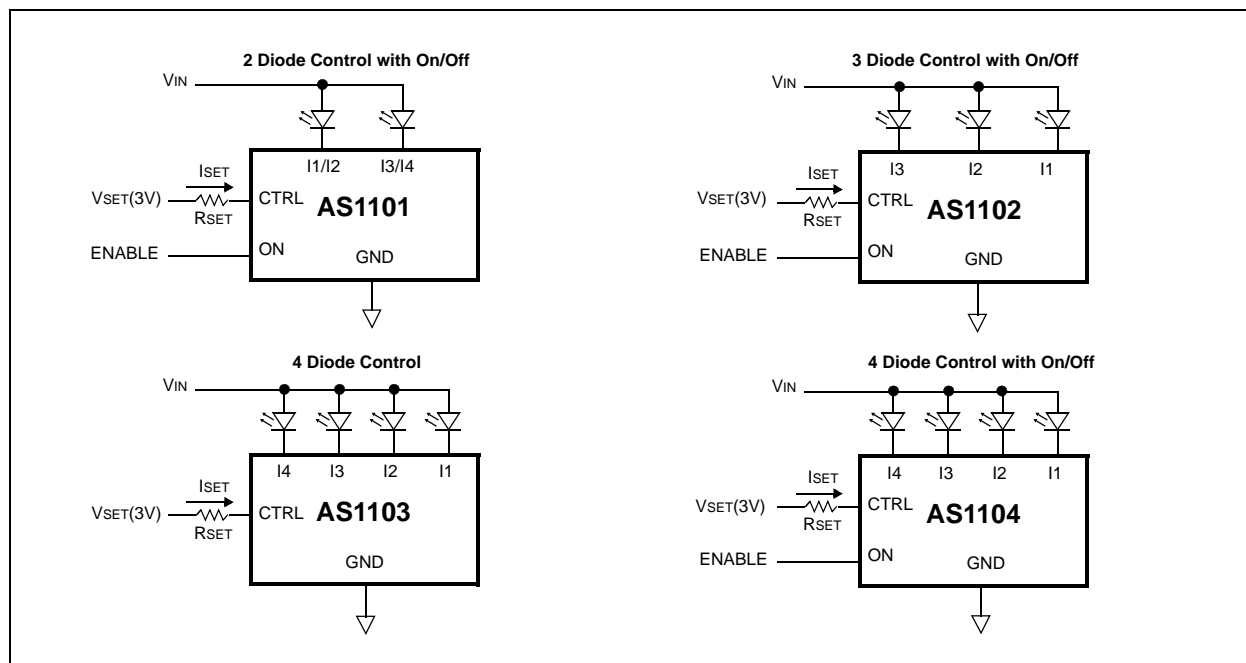 2 Diode Control with On/Off
VIN
I1/I2 I3/I4
ISET
VSET(3V) CTRL AS1101
RSET
ENABLE ON
GND
3 Diode Control with On/Off
VIN
I3 I2 I1
ISET
VSET(3V) CTRL AS1102
RSET
ENABLE ON
GND
4 Diode Control
VIN
I4 I3 I2 I1
ISET
VSET(3V) CTRL AS1103
RSET
GND
4 Diode Control with On/Off
VIN
I4 I3 I2 I1
ISET
VSET(3V) CTRL AS1104
RSET
ENABLE ON
GND